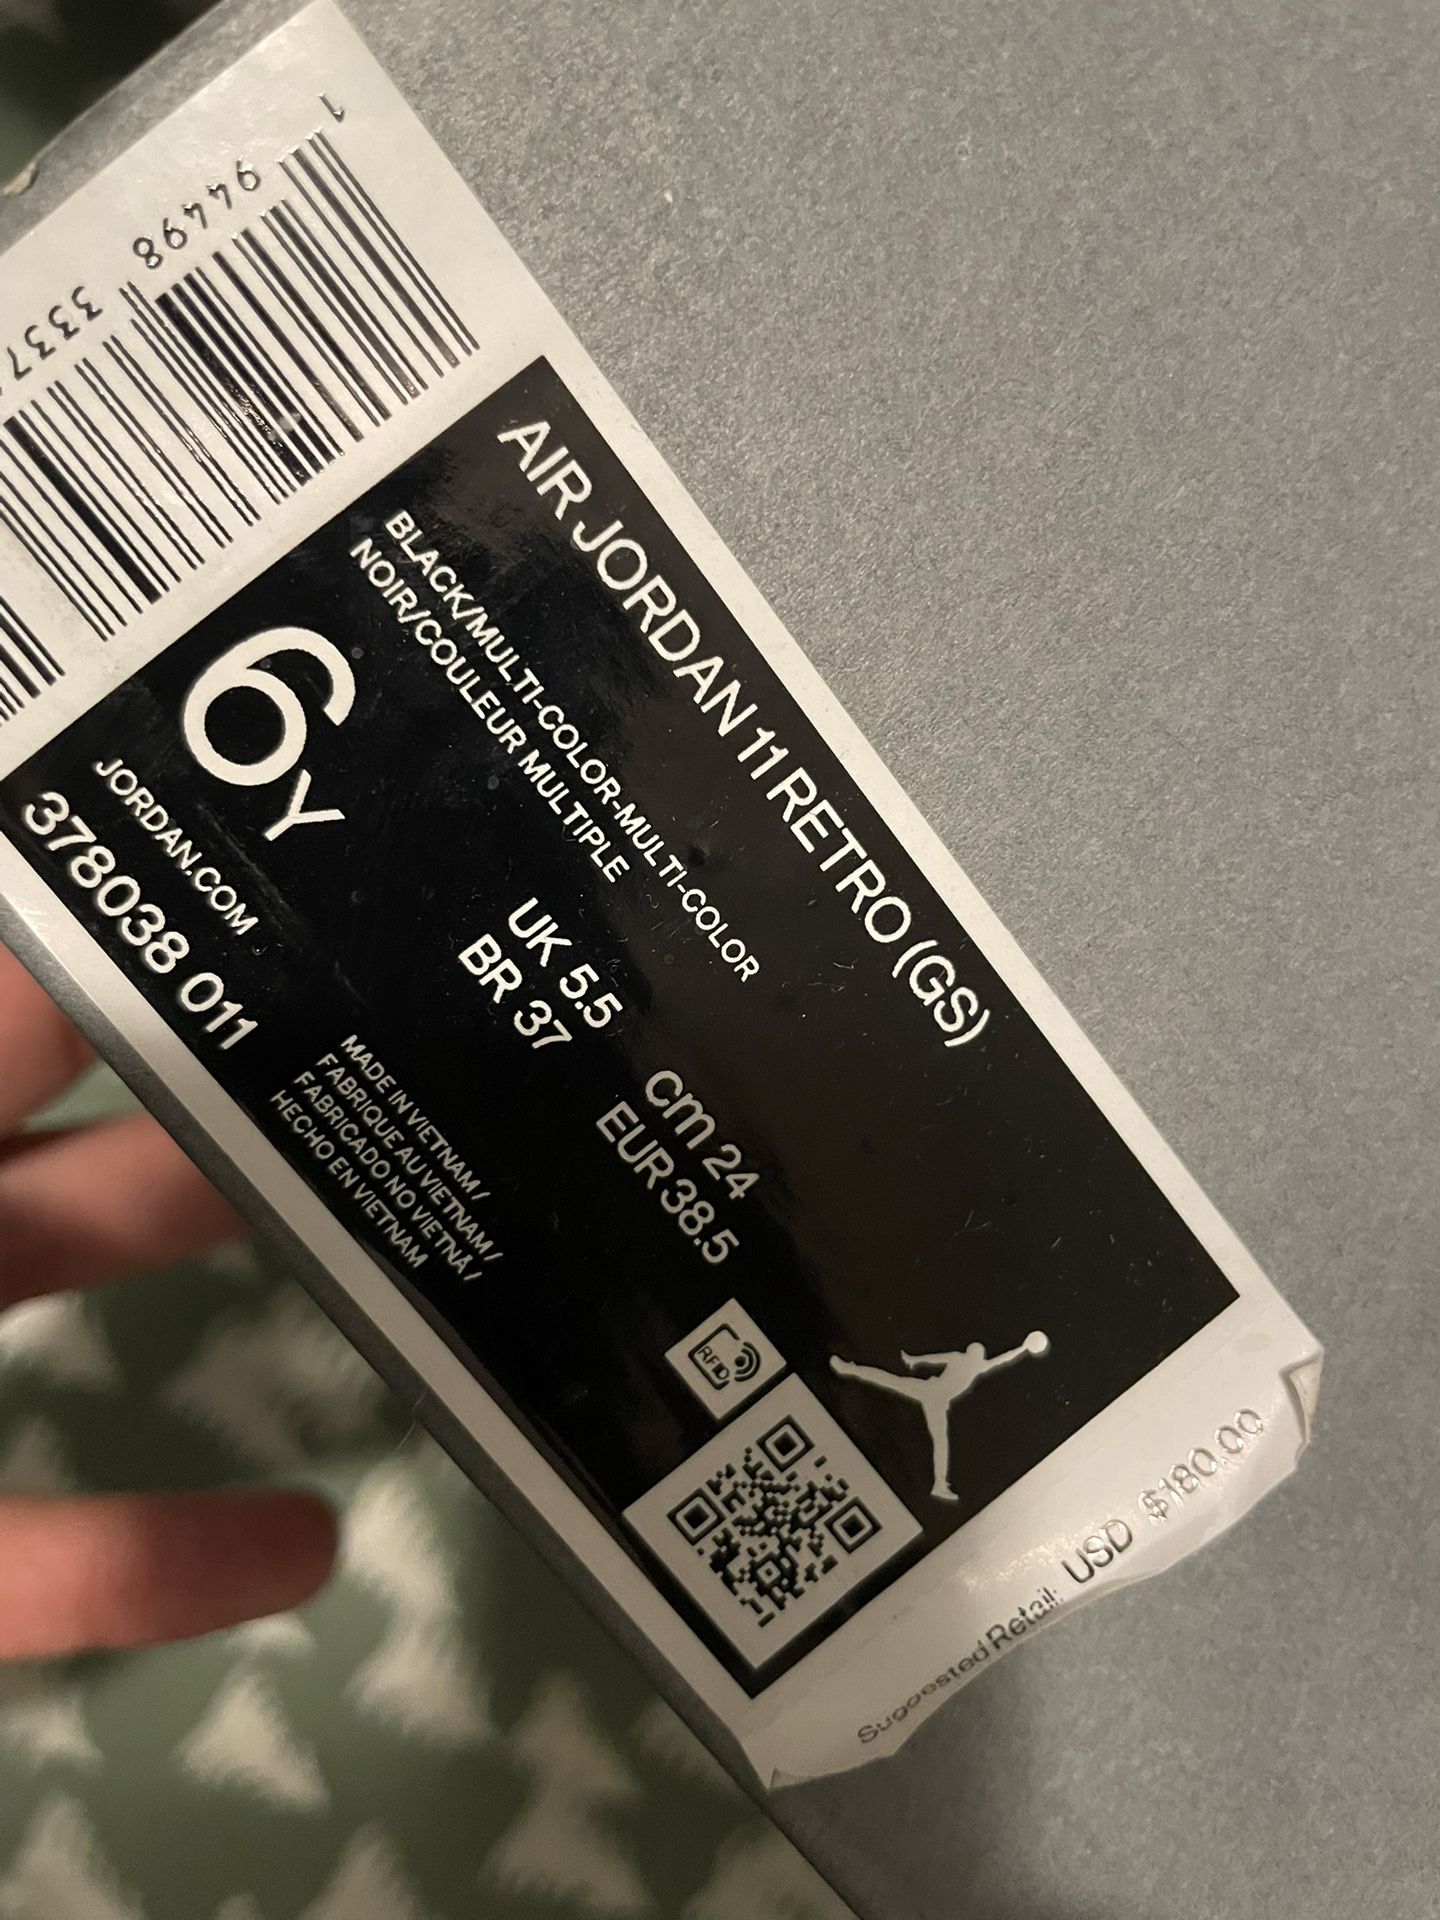 1 94498 3337
AIR JORDAN 11 RETRO (GS)
BLACK/MULTI-COLOR-MULTI-COLOR
NOIR/COULEUR MULTIPLE
6Y
UK 5.5 cm 24
BR 37 EUR 38.5
JORDAN.COM
378038 011
MADE IN VIETNAM/
FABRIQUE AU VIETNAM/
FABRICADO NO VIETNÃ/
HECHO EN VIETNAM
RFID
Suggested Retail: USD $180.00